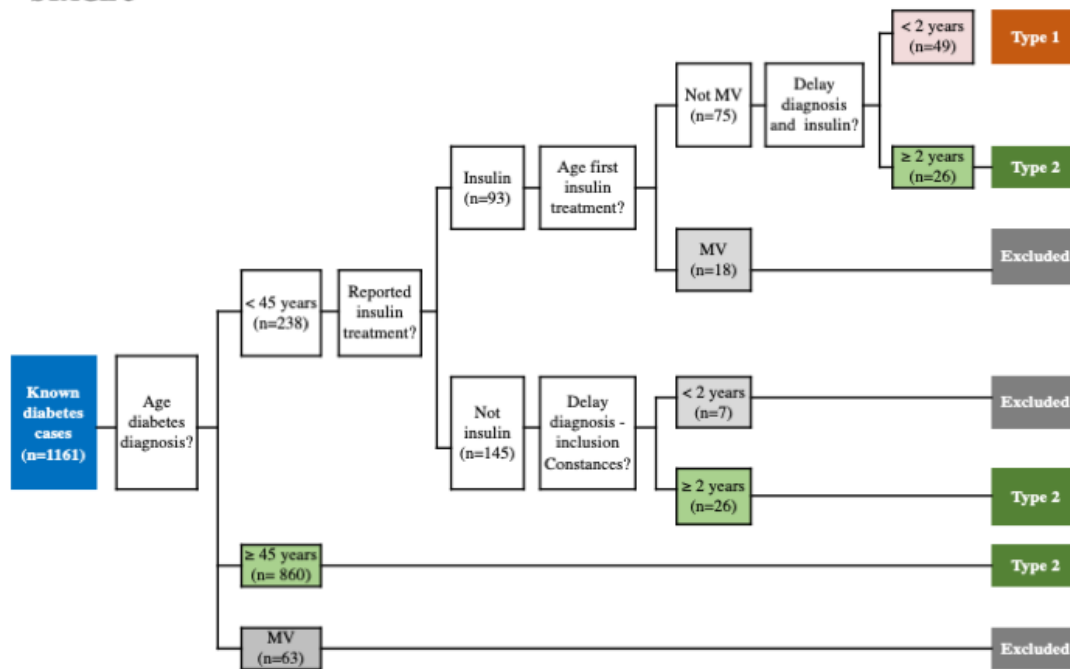 < 2 years
(n=49)
Type 1
Not MV
(n=75)
Delay
diagnosis
and insulin?
≥ 2 years
(n=26)
Type 2
Insulin
(n=93)
Age first
insulin
treatment?
MV
(n=18)
Excluded
< 45 years
(n=238)
Reported
insulin
treatment?
Known
diabetes
cases
(n=1161)
Age
diabetes
diagnosis?
Not
insulin
(n=145)
Delay
diagnosis -
inclusion
Constances?
< 2 years
(n=7)
Excluded
≥ 2 years
(n=26)
Type 2
≥ 45 years
(n= 860)
Type 2
MV
(n=63)
Excluded